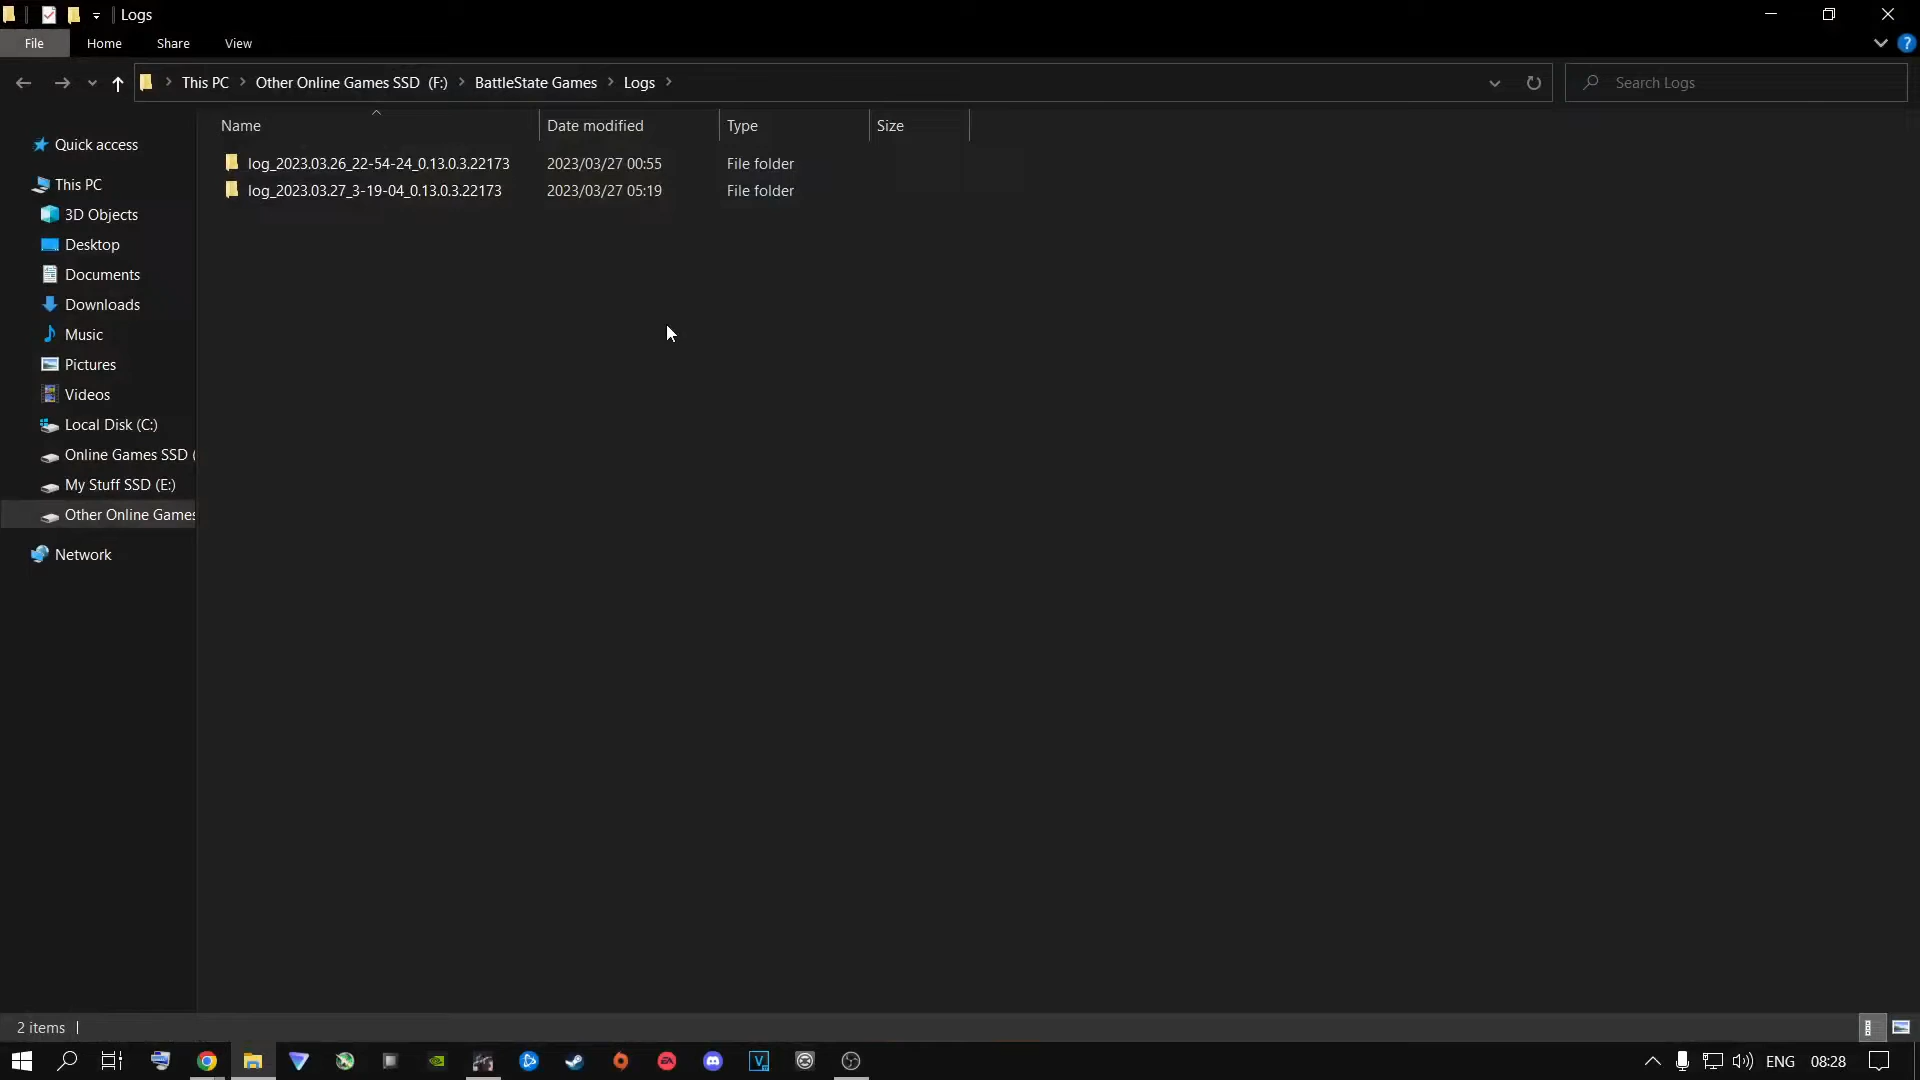 Logs
File Home Share View
This PC Other Online Games SSD (F:) BattleState Games Logs
Search Logs
Name Date modified Type Size
log_2023.03.26_22-54-24_0.13.0.3.22173 2023/03/27 00:55 File folder
log_2023.03.27_3-19-04_0.13.0.3.22173 2023/03/27 05:19 File folder
Quick access
This PC
3D Objects
Desktop
Documents
Downloads
Music
Pictures
Videos
Local Disk (C:)
Online Games SSD (
My Stuff SSD (E:)
Other Online Games
Network
2 items
EA
V
ENG 08:28